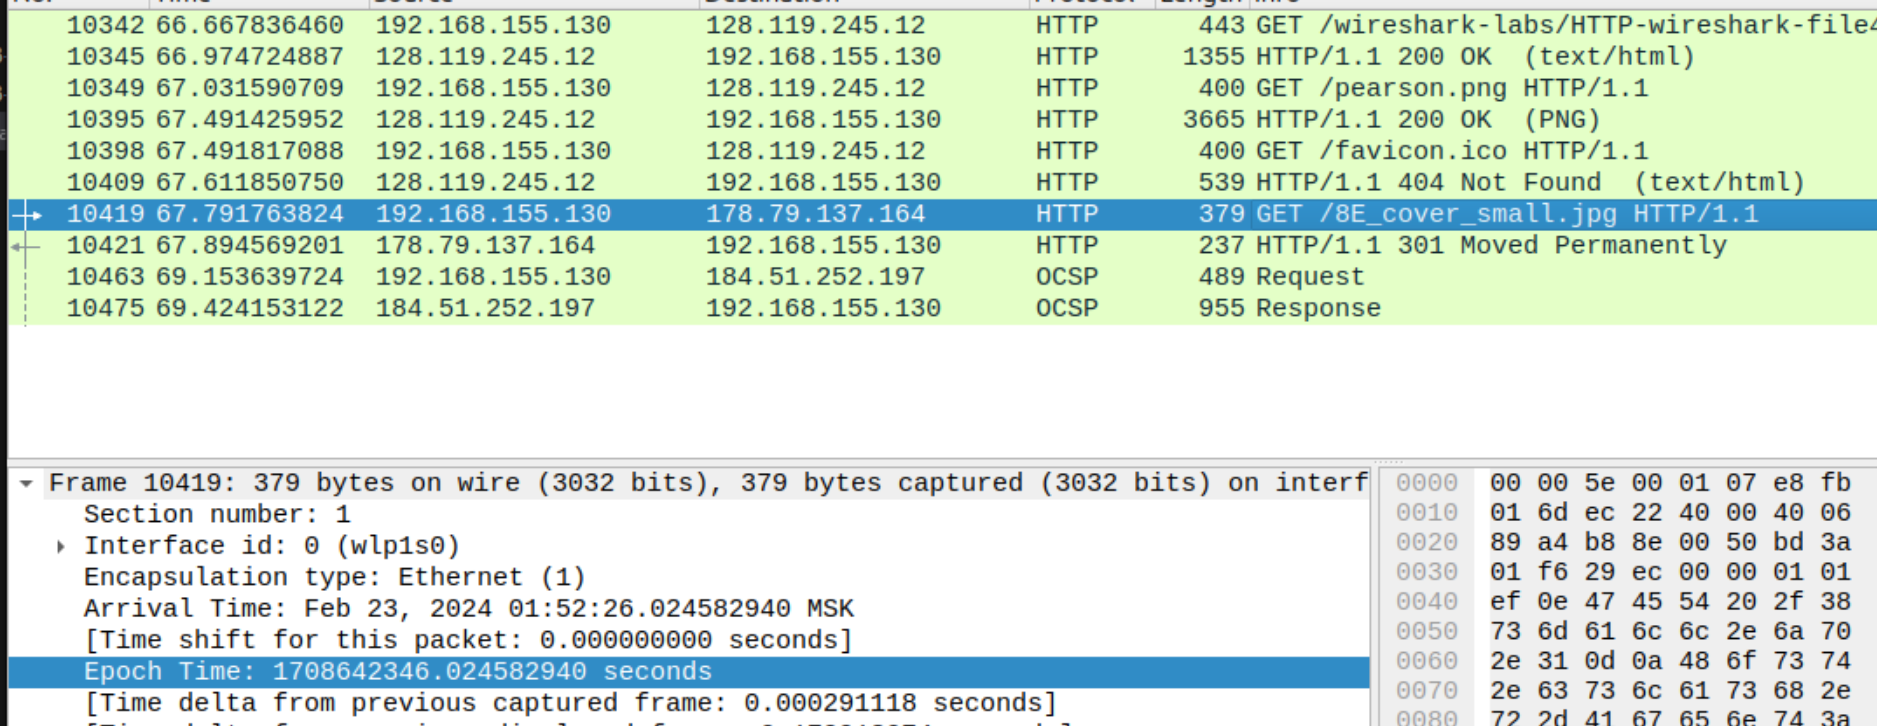 10342 66.667836460 192.168.155.130 128.119.245.12 HTTP 443 GET /wireshark-labs/HTTP-wireshark-file4
10345 66.974724887 128.119.245.12 192.168.155.130 HTTP 1355 HTTP/1.1 200 OK (text/html)
10349 67.031590709 192.168.155.130 128.119.245.12 HTTP 400 GET /pearson.png HTTP/1.1
10395 67.491425952 128.119.245.12 192.168.155.130 HTTP 3665 HTTP/1.1 200 OK (PNG)
10398 67.491817088 192.168.155.130 128.119.245.12 HTTP 400 GET /favicon.ico HTTP/1.1
10409 67.611850750 128.119.245.12 192.168.155.130 HTTP 539 HTTP/1.1 404 Not Found (text/html)
10419 67.791763824 192.168.155.130 178.79.137.164 HTTP 379 GET /8E_cover_small.jpg HTTP/1.1
10421 67.894569201 178.79.137.164 192.168.155.130 HTTP 237 HTTP/1.1 301 Moved Permanently
10463 69.153639724 192.168.155.130 184.51.252.197 OCSP 489 Request
10475 69.424153122 184.51.252.197 192.168.155.130 OCSP 955 Response
Frame 10419: 379 bytes on wire (3032 bits), 379 bytes captured (3032 bits) on interf
Section number: 1
Interface id: 0 (wlp1s0)
Encapsulation type: Ethernet (1)
Arrival Time: Feb 23, 2024 01:52:26.024582940 MSK
[Time shift for this packet: 0.000000000 seconds]
Epoch Time: 1708642346.024582940 seconds
[Time delta from previous captured frame: 0.000291118 seconds]
0000 00 00 5e 00 01 07 e8 fb
0010 01 6d ec 22 40 00 40 06
0020 89 a4 b8 8e 00 50 bd 3a
0030 01 f6 29 ec 00 00 01 01
0040 ef 0e 47 45 54 20 2f 38
0050 73 6d 61 6c 6c 2e 6a 70
0060 2e 31 0d 0a 48 6f 73 74
0070 2e 63 73 6c 61 73 68 2e
0080 72 2d 41 67 65 6e 74 3a